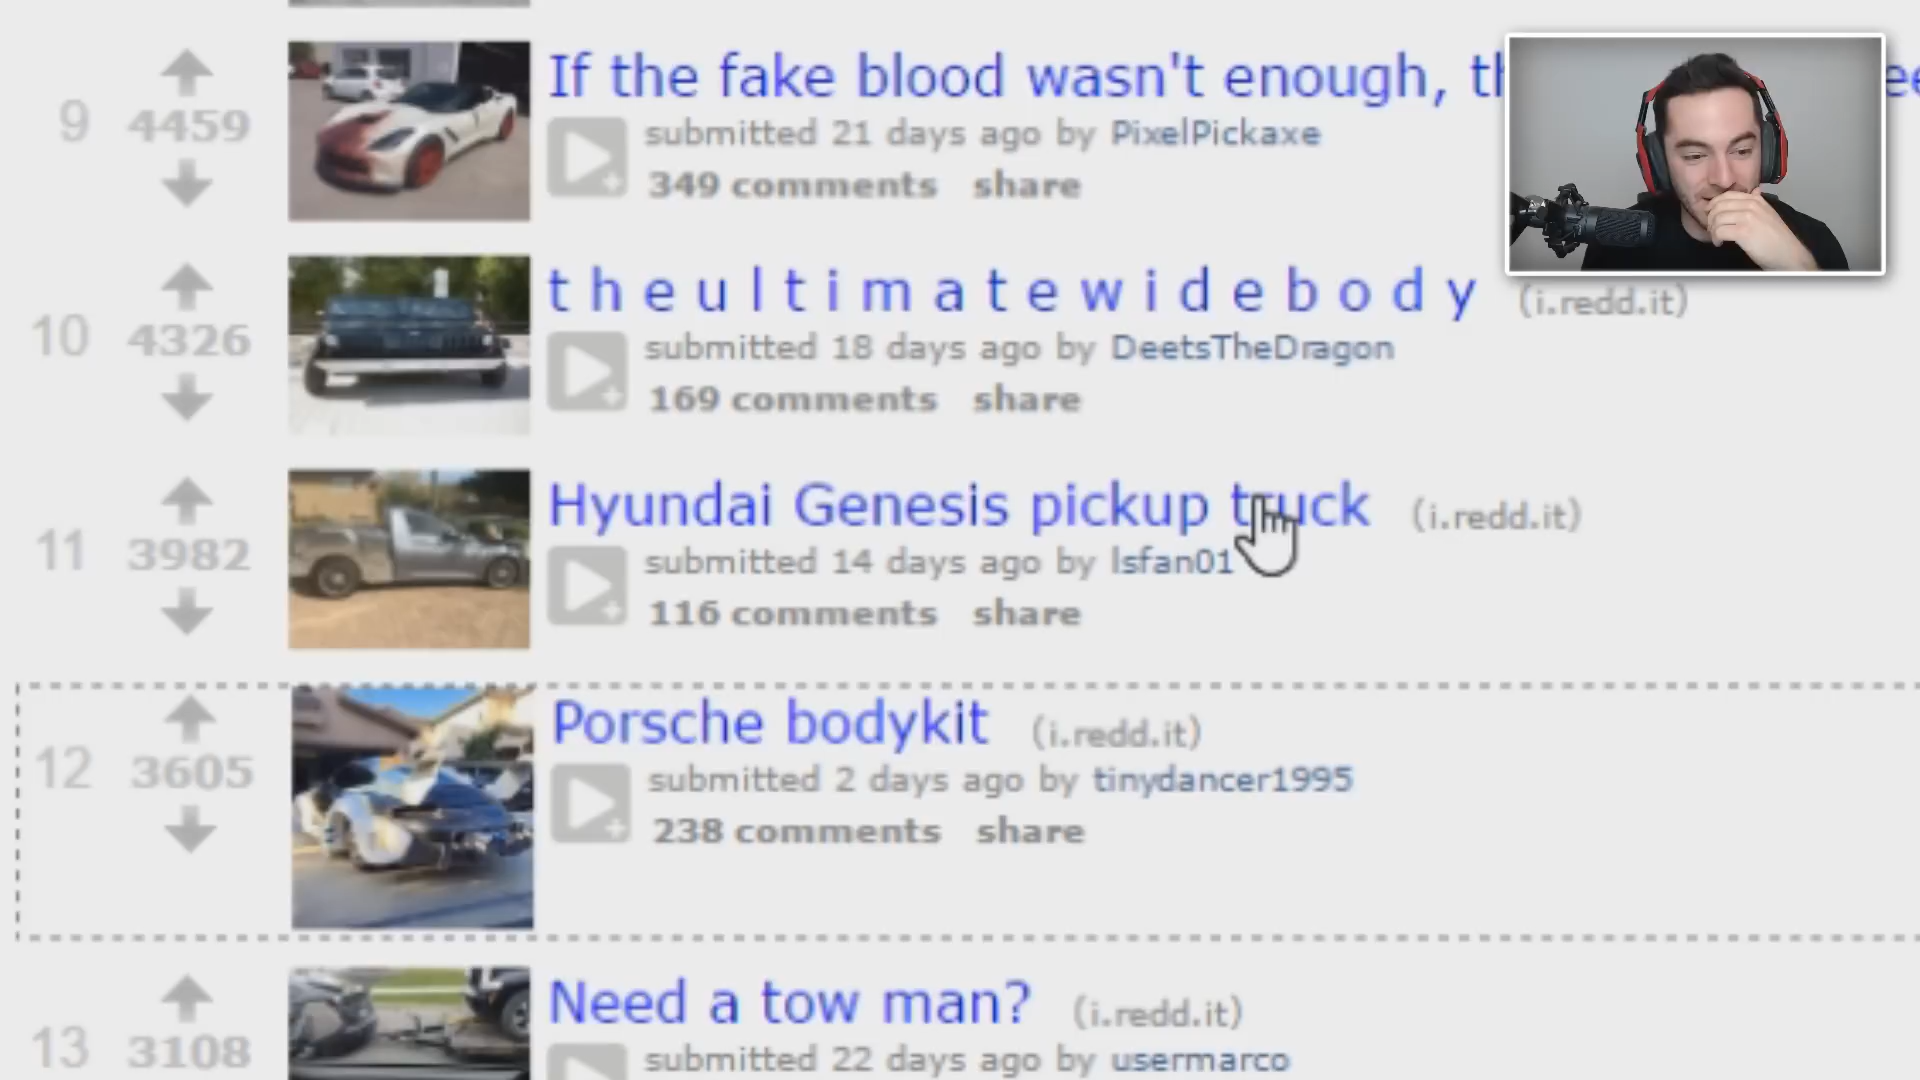 9
4459
If the fake blood wasn't enough,
submitted 21 days ago by PixelPickaxe
349 comments share
10
4326
t h e u l t i m a t e w i d e b o d y (i.redd.it)
submitted 18 days ago by DeetsTheDragon
169 comments share
11
3982
Hyundai Genesis pickup truck (i.redd.it)
submitted 14 days ago by lsfan01
116 comments share
12
3605
Porsche bodykit (i.redd.it)
submitted 2 days ago by tinydancer1995
238 comments share
13
3108
Need a tow man? (i.redd.it)
submitted 22 days ago by usermarco